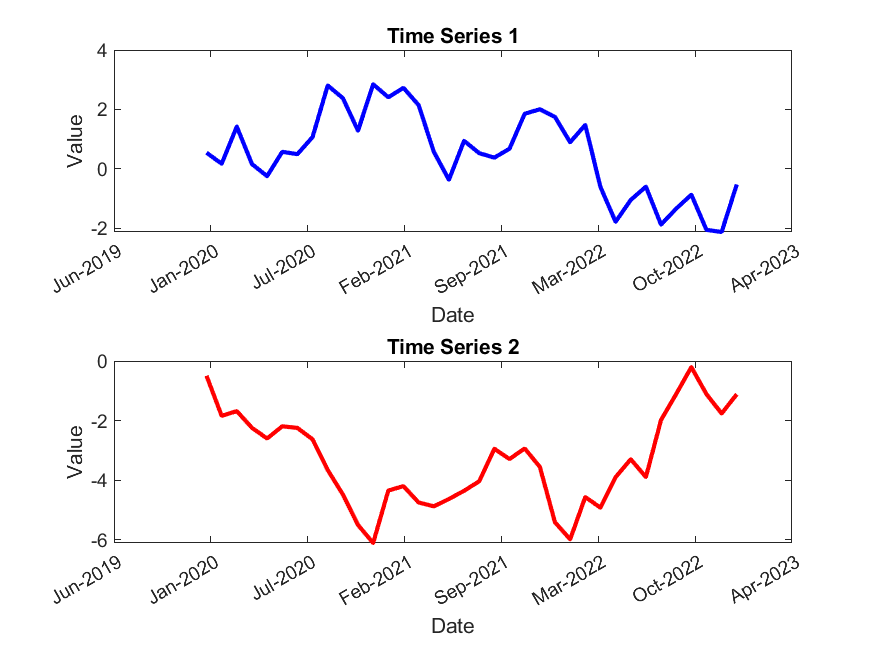 Time Series 1
4
2
0
-2
Value
Jun-2019
Jan-2020
Jul-2020
Feb-2021
Sep-2021
Mar-2022
Oct-2022
Apr-2023
Date
Time Series 2
0
-2
-4
-6
Value
Jun-2019
Jan-2020
Jul-2020
Feb-2021
Sep-2021
Mar-2022
Oct-2022
Apr-2023
Date